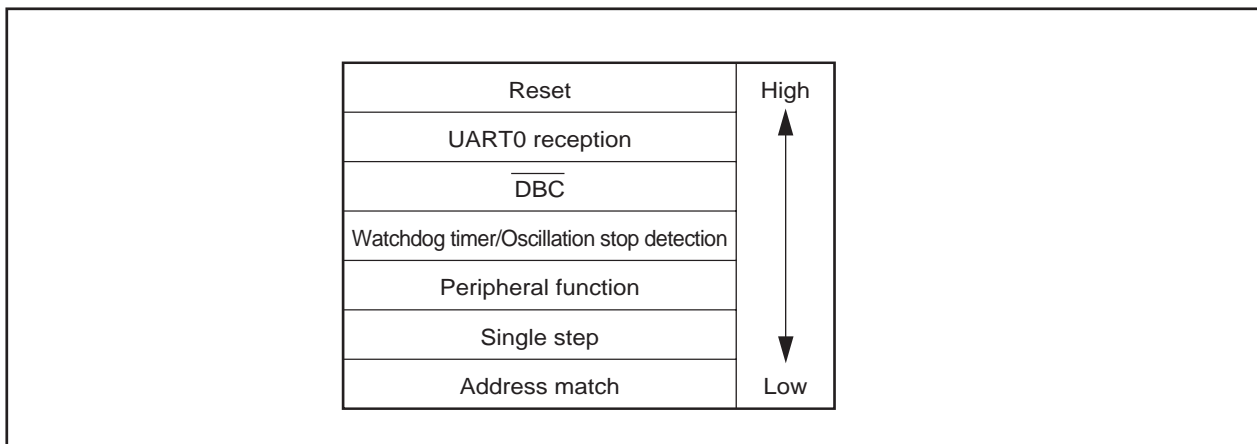 Reset
High
UART0 reception
DBC
Watchdog timer/Oscillation stop detection
Peripheral function
Single step
Address match
Low